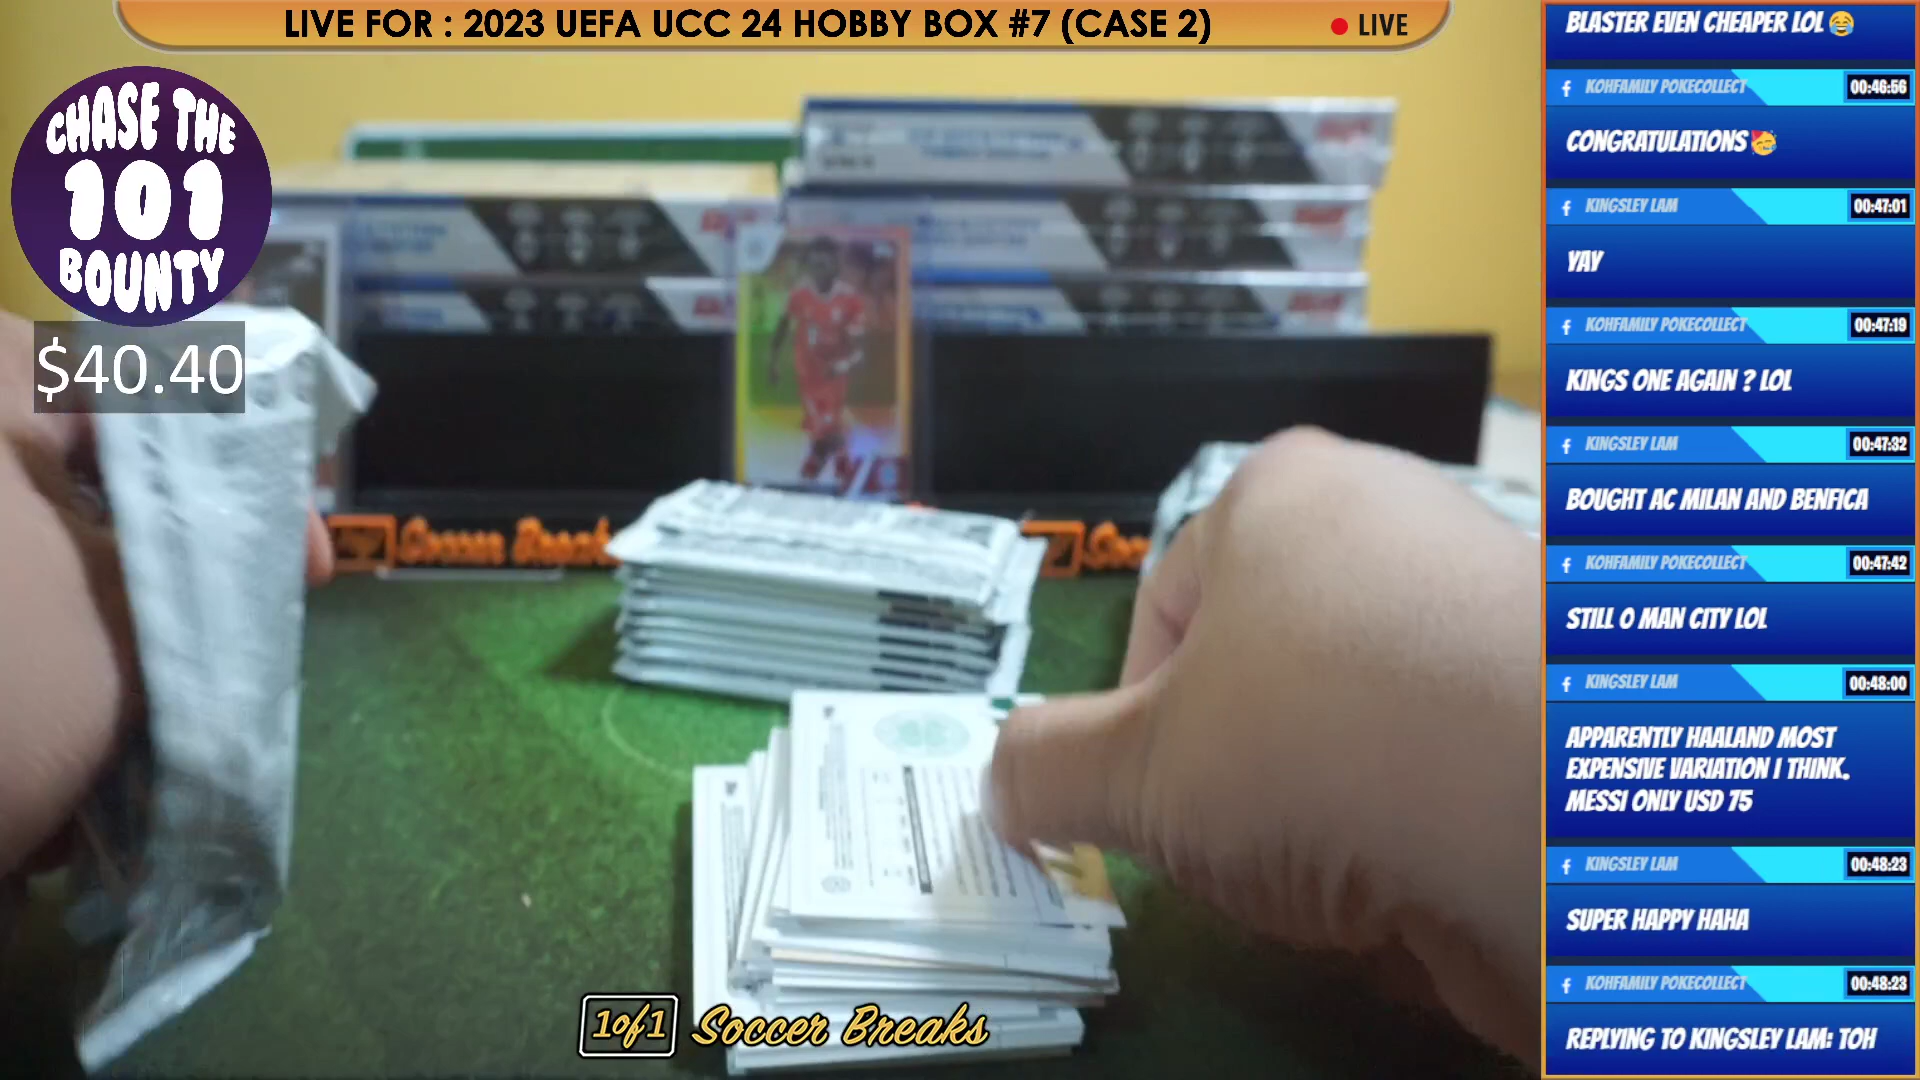 LIVE FOR : 2023 UEFA UCC 24 HOBBY BOX #7 (CASE 2)
LIVE
CHASE THE
101
BOUNTY
$40.40
Soccer Breaks
1of1 Soccer Breaks
BLASTER EVEN CHEAPER LOL 😂
KOHFAMILY POKECOLLECT 00:46:56
CONGRATULATIONS🥳
KINGSLEY LAM 00:47:01
YAY
KOHFAMILY POKECOLLECT 00:47:19
KINGS ONE AGAIN ? LOL
KINGSLEY LAM 00:47:32
BOUGHT AC MILAN AND BENFICA
KOHFAMILY POKECOLLECT 00:47:42
STILL O MAN CITY LOL
KINGSLEY LAM 00:48:00
APPARENTLY HAALAND MOST
EXPENSIVE VARIATION I THINK.
MESSI ONLY USD 75
KINGSLEY LAM 00:48:23
SUPER HAPPY HAHA
KOHFAMILY POKECOLLECT 00:48:23
REPLYING TO KINGSLEY LAM: TOH